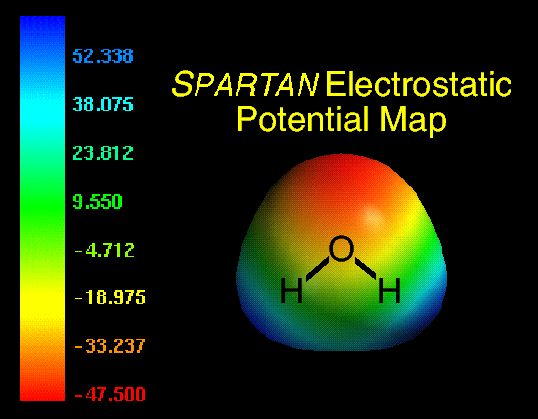 52.338
38.075
23.812
9.550
-4.712
-18.975
-33.237
-47.500
SPARTAN Electrostatic
Potential Map
O
H H